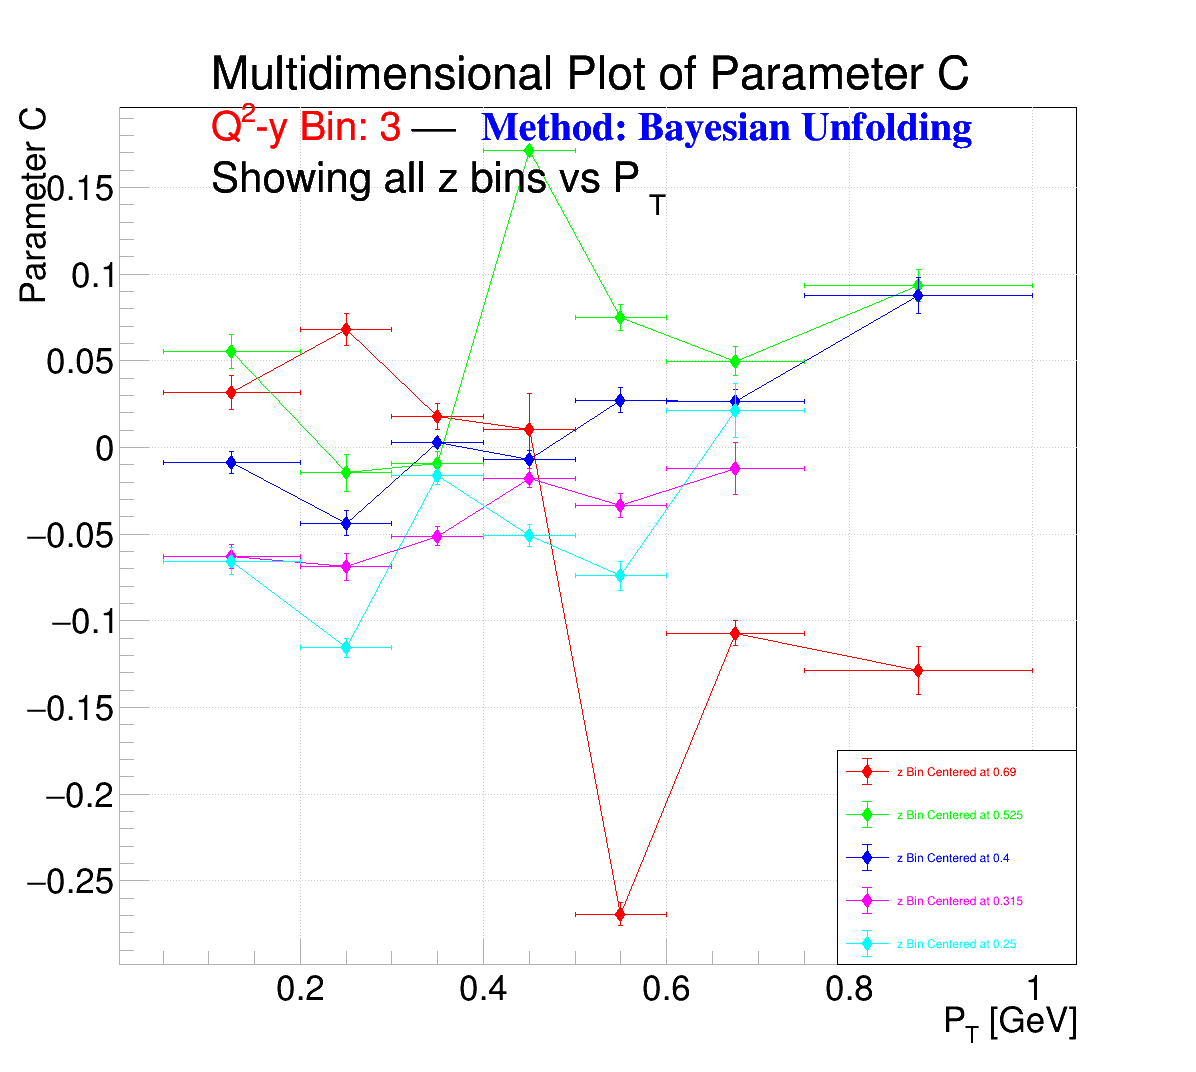 Multidimensional Plot of Parameter C
Q²-y Bin: 3 — Method: Bayesian Unfolding
Showing all z bins vs P_T
Parameter C
0.15
0.1
0.05
0
−0.05
−0.1
−0.15
−0.2
−0.25
z Bin Centered at 0.69
z Bin Centered at 0.525
z Bin Centered at 0.4
z Bin Centered at 0.315
z Bin Centered at 0.25
0.2 0.4 0.6 0.8 1
P_T [GeV]